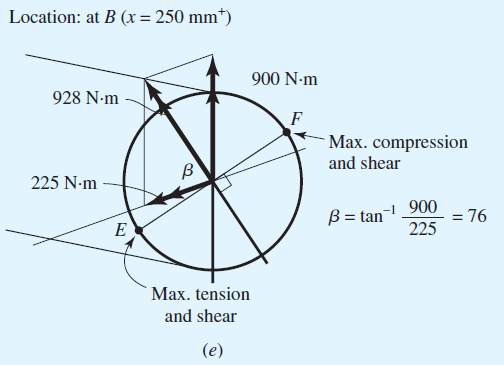 Location: at B (x = 250 mm⁺)
900 N·m
928 N·m
F
Max. compression
and shear
β
225 N·m
β = tan⁻¹ 900/225 = 76
E
Max. tension
and shear
(e)